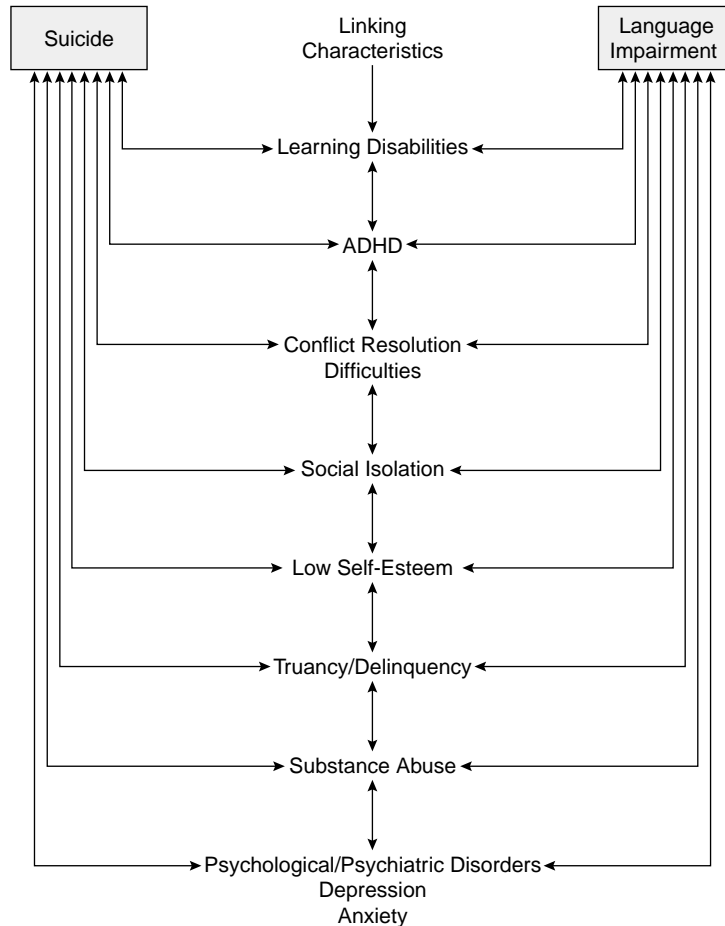 Suicide
Linking
Characteristics
Language
Impairment
Learning Disabilities
ADHD
Conflict Resolution
Difficulties
Social Isolation
Low Self-Esteem
Truancy/Delinquency
Substance Abuse
Psychological/Psychiatric Disorders
Depression
Anxiety